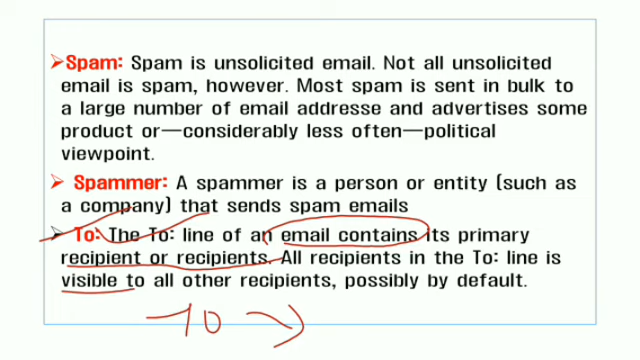 Spam: Spam is unsolicited email. Not all unsolicited
email is spam, however. Most spam is sent in bulk to
a large number of email addresse and advertises some
product or—considerably less often—political
viewpoint.
Spammer: A spammer is a person or entity (such as
a company) that sends spam emails
To: The To: line of an email contains its primary
recipient or recipients. All recipients in the To: line is
visible to all other recipients, possibly by default.